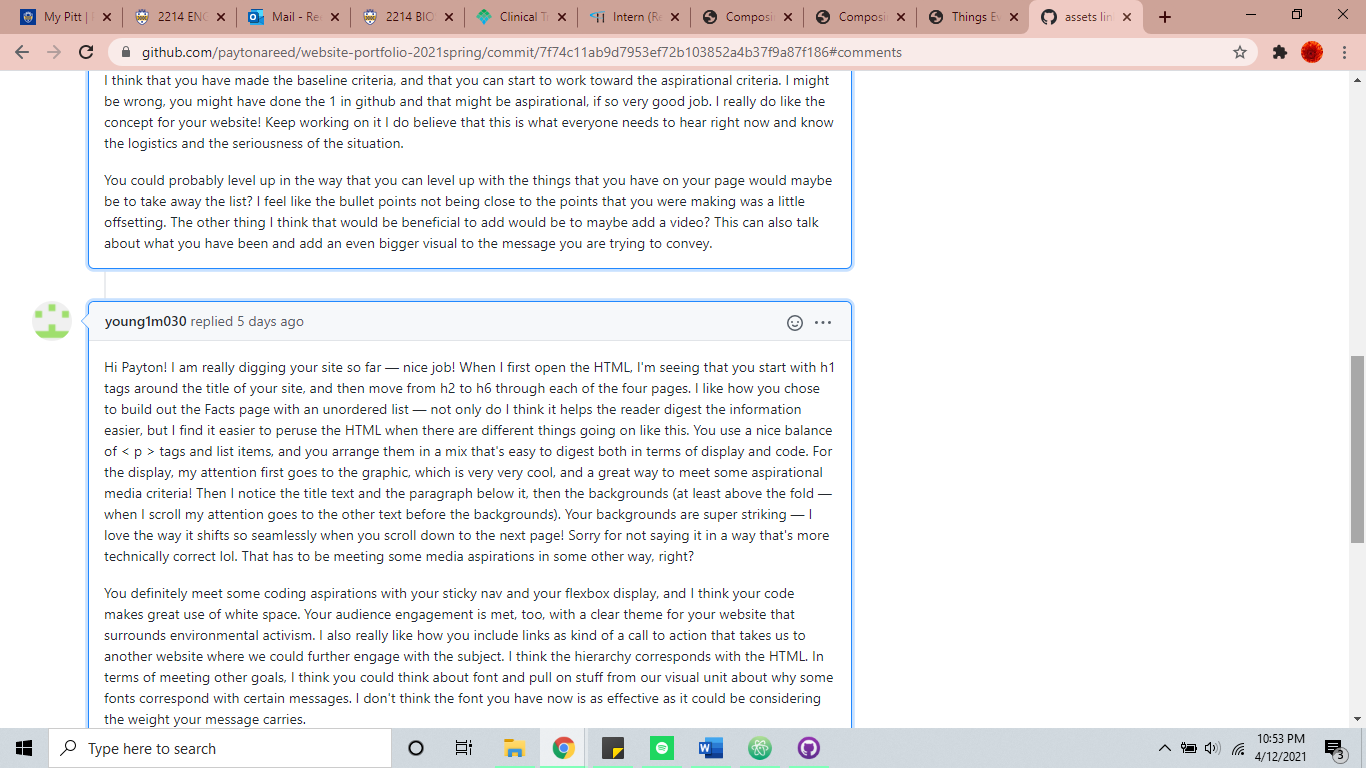 My Pitt |
2214 ENG
Mail - Re
2214 BIO
Clinical T
Intern (Re
Composi
Composi
Things Ev
assets lin
github.com/paytonareed/website-portfolio-2021spring/commit/7f74c11ab9d7953ef72b103852a4b37f9a87f186#comments
I think that you have made the baseline criteria, and that you can start to work toward the aspirational criteria. I might
be wrong, you might have done the 1 in github and that might be aspirational, if so very good job. I really do like the
concept for your website! Keep working on it I do believe that this is what everyone needs to hear right now and know
the logistics and the seriousness of the situation.
You could probably level up in the way that you can level up with the things that you have on your page would maybe
be to take away the list? I feel like the bullet points not being close to the points that you were making was a little
offsetting. The other thing I think that would be beneficial to add would be to maybe add a video? This can also talk
about what you have been and add an even bigger visual to the message you are trying to convey.
young1m030 replied 5 days ago
Hi Payton! I am really digging your site so far — nice job! When I first open the HTML, I'm seeing that you start with h1
tags around the title of your site, and then move from h2 to h6 through each of the four pages. I like how you chose
to build out the Facts page with an unordered list — not only do I think it helps the reader digest the information
easier, but I find it easier to peruse the HTML when there are different things going on like this. You use a nice balance
of < p > tags and list items, and you arrange them in a mix that's easy to digest both in terms of display and code. For
the display, my attention first goes to the graphic, which is very very cool, and a great way to meet some aspirational
media criteria! Then I notice the title text and the paragraph below it, then the backgrounds (at least above the fold —
when I scroll my attention goes to the other text before the backgrounds). Your backgrounds are super striking — I
love the way it shifts so seamlessly when you scroll down to the next page! Sorry for not saying it in a way that's more
technically correct lol. That has to be meeting some media aspirations in some other way, right?
You definitely meet some coding aspirations with your sticky nav and your flexbox display, and I think your code
makes great use of white space. Your audience engagement is met, too, with a clear theme for your website that
surrounds environmental activism. I also really like how you include links as kind of a call to action that takes us to
another website where we could further engage with the subject. I think the hierarchy corresponds with the HTML. In
terms of meeting other goals, I think you could think about font and pull on stuff from our visual unit about why some
fonts correspond with certain messages. I don't think the font you have now is as effective as it could be considering
the weight your message carries.
Type here to search
10:53 PM
4/12/2021
3